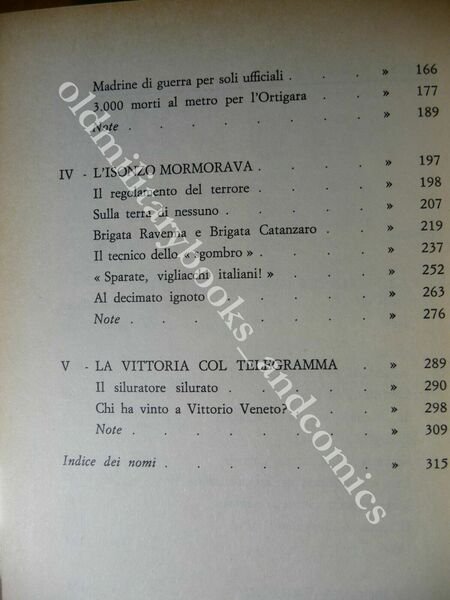 Madrine di guerra per soli ufficiali . . . » 166
3.000 morti al metro per l'Ortigara . . » 177
Note . . . . . . . . . » 189
IV - L'ISONZO MORMORAVA . . . . » 197
Il regolamento del terrore . . . . » 198
Sulla terra di nessuno . . . . . » 207
Brigata Ravenna e Brigata Catanzaro . . » 219
Il tecnico dello « sgombro » . . . . » 237
« Sparate, vigliacchi italiani! » . . . » 252
Al decimato ignoto . . . . . » 263
Note . . . . . . . . . » 276
V - LA VITTORIA COL TELEGRAMMA . » 289
Il siluratore silurato . . . . . » 290
Chi ha vinto a Vittorio Veneto? . . . » 298
Note . . . . . . . . . » 309
Indice dei nomi . . . . . . . » 315
oldmilitarybooks_andcomics